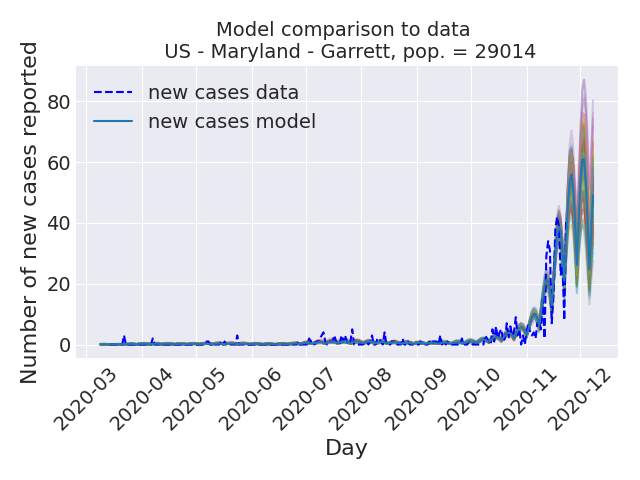 Model comparison to data
US - Maryland - Garrett, pop. = 29014
Number of new cases reported
80
60
40
20
0
new cases data
new cases model
2020-03
2020-04
2020-05
2020-06
2020-07
2020-08
2020-09
2020-10
2020-11
2020-12
Day